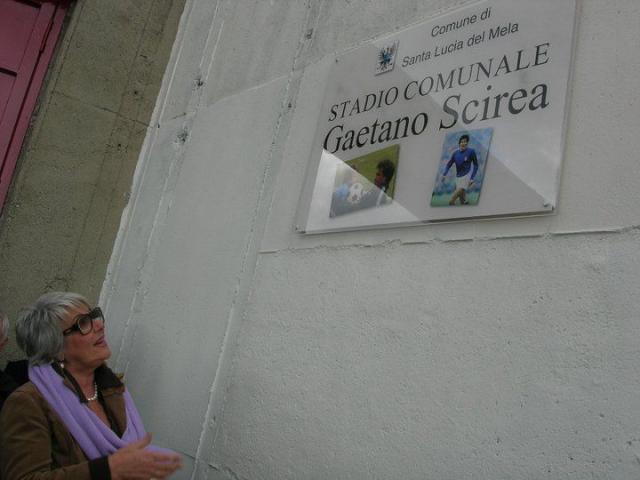 Comune di
Santa Lucia del Mela
STADIO COMUNALE
Gaetano Scirea